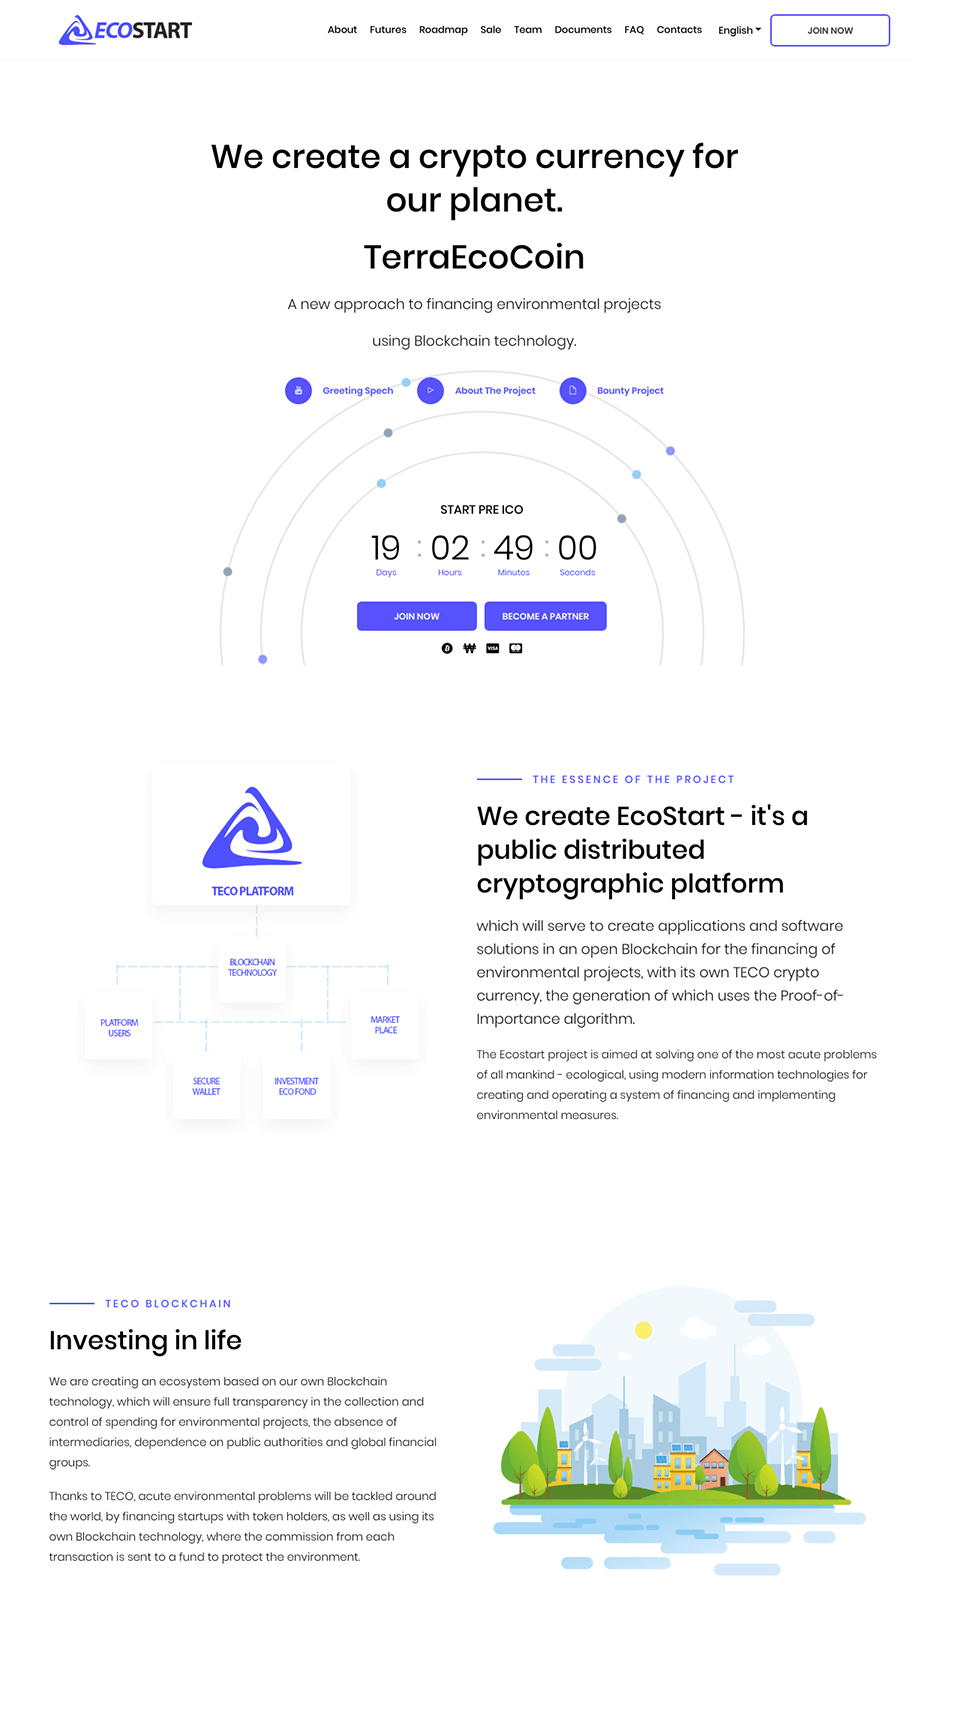 ECOSTART
About Futures Roadmap Sale Team Documents FAQ Contacts English JOIN NOW
We create a crypto currency for
our planet.
TerraEcoCoin
A new approach to financing environmental projects
using Blockchain technology.
Greeting Spech About The Project Bounty Project
START PRE ICO
19 : 02 : 49 : 00
Days Hours Minutes Seconds
JOIN NOW BECOME A PARTNER
VISA
TECO PLATFORM
BLOCKCHAIN
TECHNOLOGY
PLATFORM
USERS
MARKET
PLACE
SECURE
WALLET
INVESTMENT
ECO FOND
THE ESSENCE OF THE PROJECT
We create EcoStart - it's a
public distributed
cryptographic platform
which will serve to create applications and software
solutions in an open Blockchain for the financing of
environmental projects, with its own TECO crypto
currency, the generation of which uses the Proof-of-
Importance algorithm.
The Ecostart project is aimed at solving one of the most acute problems
of all mankind - ecological, using modern information technologies for
creating and operating a system of financing and implementing
environmental measures.
TECO BLOCKCHAIN
Investing in life
We are creating an ecosystem based on our own Blockchain
technology, which will ensure full transparency in the collection and
control of spending for environmental projects, the absence of
intermediaries, dependence on public authorities and global financial
groups.
Thanks to TECO, acute environmental problems will be tackled around
the world, by financing startups with token holders, as well as using its
own Blockchain technology, where the commission from each
transaction is sent to a fund to protect the environment.